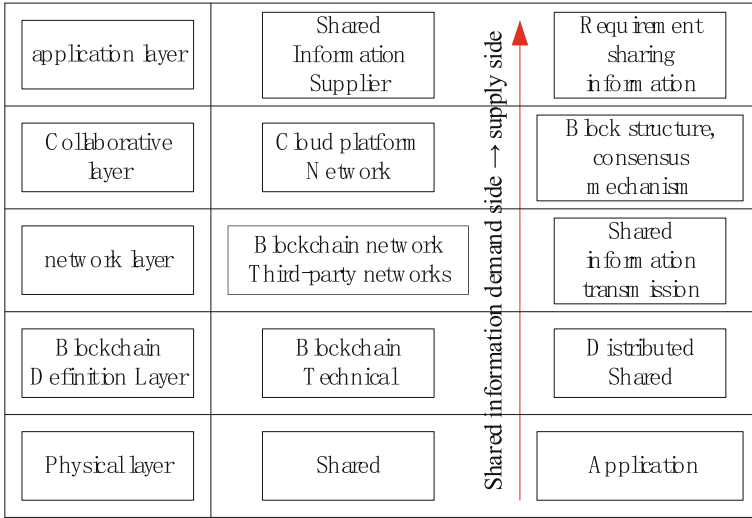 application layer
Shared
Information
Supplier
Requirement
sharing
information
Collaborative
layer
Cloud platform
Network
Block structure,
consensus
mechanism
network layer
Blockchain network
Third-party networks
Shared
information
transmission
Blockchain
Definition Layer
Blockchain
Technical
Distributed
Shared
Physical layer
Shared
Application
Shared information demand side → supply side